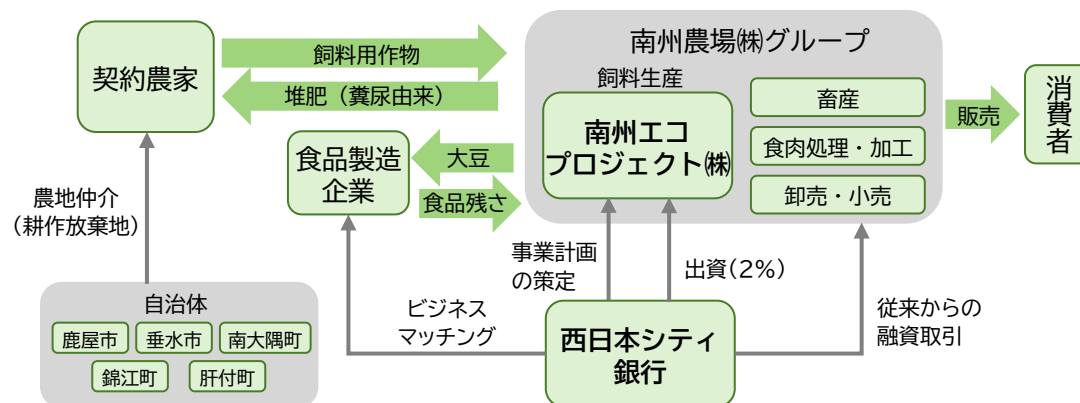 契約農家
飼料用作物
堆肥（糞尿由来）
南州農場㈱グループ
飼料生産
南州エコ
プロジェクト㈱
畜産
食肉処理・加工
卸売・小売
販売
消費者
食品製造
企業
大豆
食品残さ
農地仲介
（耕作放棄地）
事業計画
の策定
出資（2％）
従来からの
融資取引
ビジネス
マッチング
西日本シティ
銀行
自治体
鹿屋市
垂水市
南大隅町
錦江町
肝付町